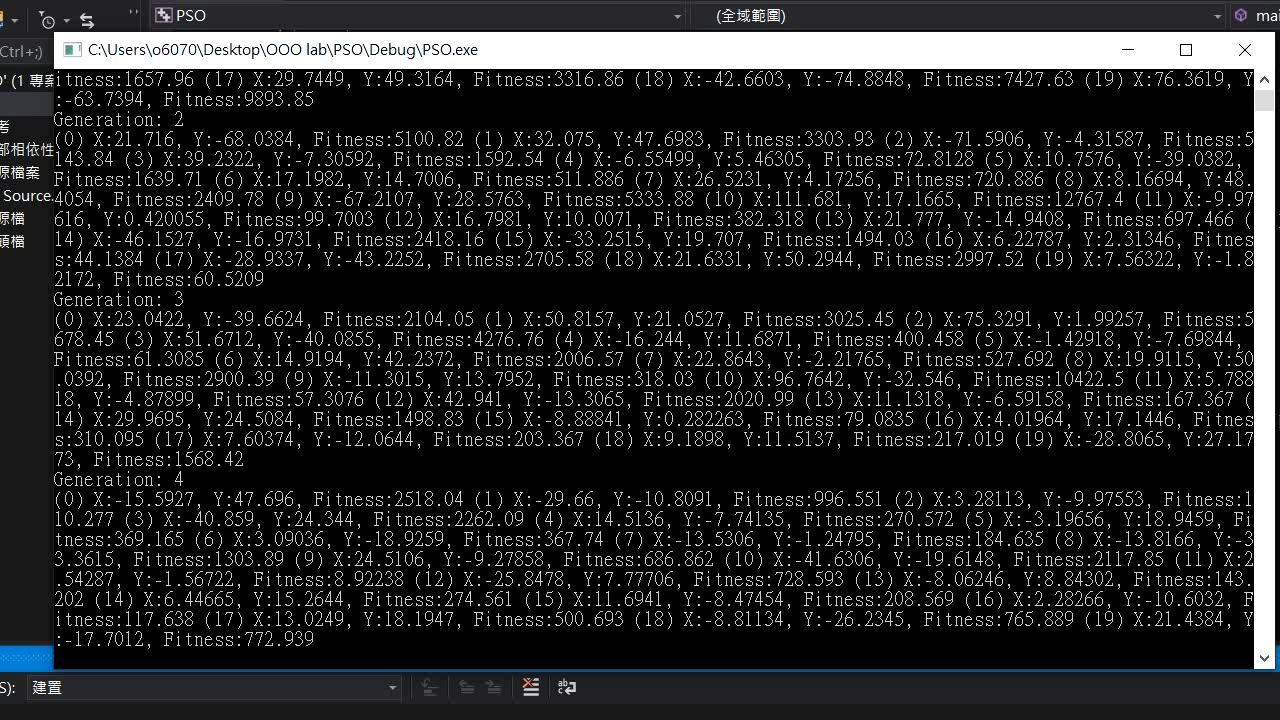 PSO
(全域範圍)
mai
C:\Users\o6070\Desktop\OOO lab\PSO\Debug\PSO.exe
Ctrl+;)
' (1 專案
考
部相依性
源檔案
Source.
源檔
頭檔
itness:1657.96 (17) X:29.7449, Y:49.3164, Fitness:3316.86 (18) X:-42.6603, Y:-74.8848, Fitness:7427.63 (19) X:76.3619, Y
:-63.7394, Fitness:9893.85
Generation: 2
(0) X:21.716, Y:-68.0384, Fitness:5100.82 (1) X:32.075, Y:47.6983, Fitness:3303.93 (2) X:-71.5906, Y:-4.31587, Fitness:5
143.84 (3) X:39.2322, Y:-7.30592, Fitness:1592.54 (4) X:-6.55499, Y:5.46305, Fitness:72.8128 (5) X:10.7576, Y:-39.0382,
Fitness:1639.71 (6) X:17.1982, Y:14.7006, Fitness:511.886 (7) X:26.5231, Y:4.17256, Fitness:720.886 (8) X:8.16694, Y:48.
4054, Fitness:2409.78 (9) X:-67.2107, Y:28.5763, Fitness:5333.88 (10) X:111.681, Y:17.1665, Fitness:12767.4 (11) X:-9.97
616, Y:0.420055, Fitness:99.7003 (12) X:16.7981, Y:10.0071, Fitness:382.318 (13) X:21.777, Y:-14.9408, Fitness:697.466 (
14) X:-46.1527, Y:-16.9731, Fitness:2418.16 (15) X:-33.2515, Y:19.707, Fitness:1494.03 (16) X:6.22787, Y:2.31346, Fitnes
s:44.1384 (17) X:-28.9337, Y:-43.2252, Fitness:2705.58 (18) X:21.6331, Y:50.2944, Fitness:2997.52 (19) X:7.56322, Y:-1.8
2172, Fitness:60.5209
Generation: 3
(0) X:23.0422, Y:-39.6624, Fitness:2104.05 (1) X:50.8157, Y:21.0527, Fitness:3025.45 (2) X:75.3291, Y:1.99257, Fitness:5
678.45 (3) X:51.6712, Y:-40.0855, Fitness:4276.76 (4) X:-16.244, Y:11.6871, Fitness:400.458 (5) X:-1.42918, Y:-7.69844,
Fitness:61.3085 (6) X:14.9194, Y:42.2372, Fitness:2006.57 (7) X:22.8643, Y:-2.21765, Fitness:527.692 (8) X:19.9115, Y:50
.0392, Fitness:2900.39 (9) X:-11.3015, Y:13.7952, Fitness:318.03 (10) X:96.7642, Y:-32.546, Fitness:10422.5 (11) X:5.788
18, Y:-4.87899, Fitness:57.3076 (12) X:42.941, Y:-13.3065, Fitness:2020.99 (13) X:11.1318, Y:-6.59158, Fitness:167.367 (
14) X:29.9695, Y:24.5084, Fitness:1498.83 (15) X:-8.88841, Y:0.282263, Fitness:79.0835 (16) X:4.01964, Y:17.1446, Fitnes
s:310.095 (17) X:7.60374, Y:-12.0644, Fitness:203.367 (18) X:9.1898, Y:11.5137, Fitness:217.019 (19) X:-28.8065, Y:27.17
73, Fitness:1568.42
Generation: 4
(0) X:-15.5927, Y:47.696, Fitness:2518.04 (1) X:-29.66, Y:-10.8091, Fitness:996.551 (2) X:3.28113, Y:-9.97553, Fitness:1
10.277 (3) X:-40.859, Y:24.344, Fitness:2262.09 (4) X:14.5136, Y:-7.74135, Fitness:270.572 (5) X:-3.19656, Y:18.9459, Fi
tness:369.165 (6) X:3.09036, Y:-18.9259, Fitness:367.74 (7) X:-13.5306, Y:-1.24795, Fitness:184.635 (8) X:-13.8166, Y:-3
3.3615, Fitness:1303.89 (9) X:24.5106, Y:-9.27858, Fitness:686.862 (10) X:-41.6306, Y:-19.6148, Fitness:2117.85 (11) X:2
.54287, Y:-1.56722, Fitness:8.92238 (12) X:-25.8478, Y:7.77706, Fitness:728.593 (13) X:-8.06246, Y:8.84302, Fitness:143.
202 (14) X:6.44665, Y:15.2644, Fitness:274.561 (15) X:11.6941, Y:-8.47454, Fitness:208.569 (16) X:2.28266, Y:-10.6032, F
itness:117.638 (17) X:13.0249, Y:18.1947, Fitness:500.693 (18) X:-8.81134, Y:-26.2345, Fitness:765.889 (19) X:21.4384, Y
:-17.7012, Fitness:772.939
S): 建置